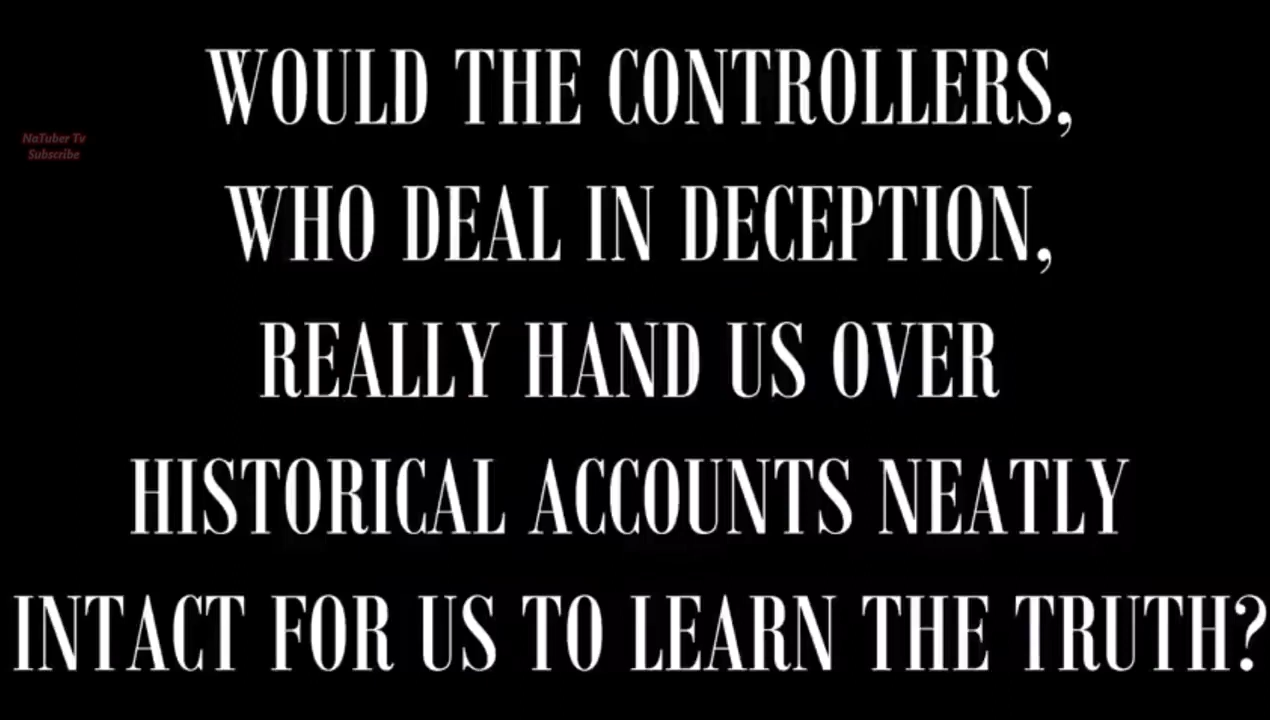 WOULD THE CONTROLLERS,
NaTuber Tv
Subscribe
WHO DEAL IN DECEPTION,
REALLY HAND US OVER
HISTORICAL ACCOUNTS NEATLY
INTACT FOR US TO LEARN THE TRUTH?